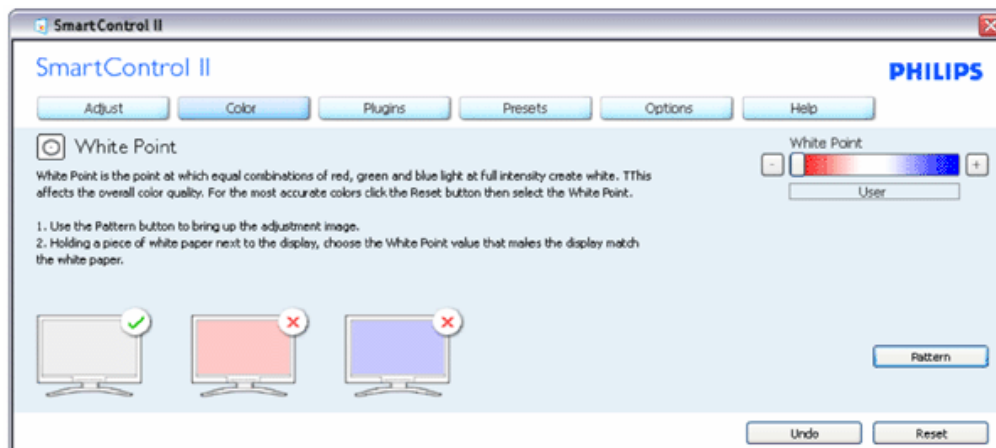 SmartControl II
SmartControl II
PHILIPS
Adjust Color Plugins Presets Options Help
White Point
White Point is the point at which equal combinations of red, green and blue light at full intensity create white. TThis
affects the overall color quality. For the most accurate colors click the Reset button then select the White Point.
1. Use the Pattern button to bring up the adjustment image.
2. Holding a piece of white paper next to the display, choose the White Point value that makes the display match
the white paper.
White Point
- +
User
Pattern
Undo Reset